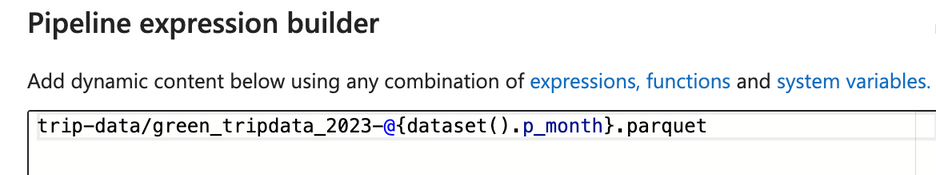 Pipeline expression builder
Add dynamic content below using any combination of expressions, functions and system variables.
trip-data/green_tripdata_2023-@{dataset().p_month}.parquet